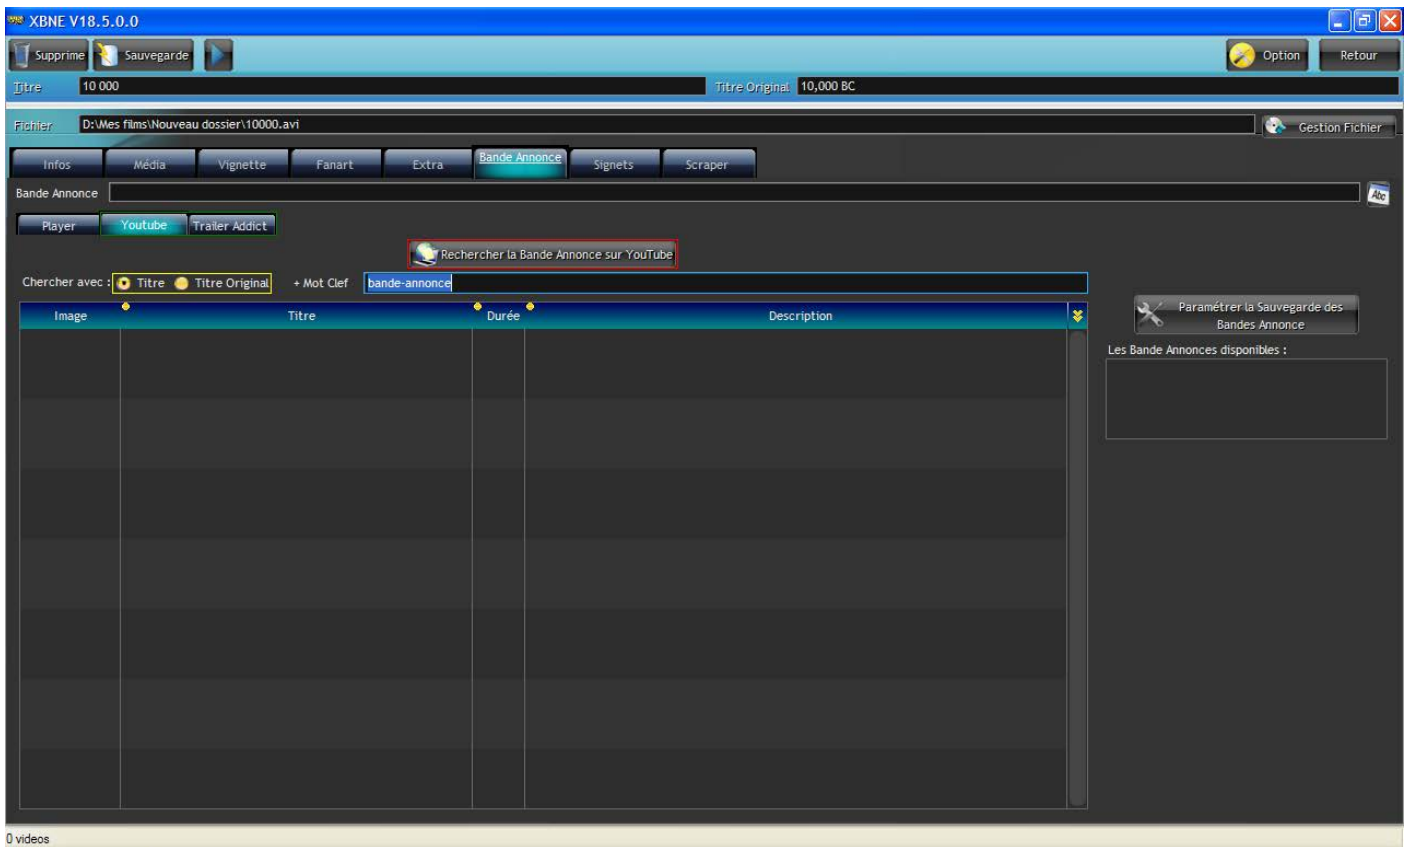 XBNE V18.5.0.0
Supprime Sauvegarde Option Retour
Titre 10 000 Titre Original 10,000 BC
Fichier D:\Mes films\Nouveau dossier\10000.avi Gestion Fichier
Infos Média Vignette Fanart Extra Bande Annonce Signets Scraper
Bande Annonce Abc
Player Youtube Trailer Addict
Rechercher la Bande Annonce sur YouTube
Chercher avec : Titre Titre Original + Mot Clef bande-annonce
Paramétrer la Sauvegarde des
Bandes Annonce
Image Titre Durée Description
Les Bande Annonces disponibles :
0 videos